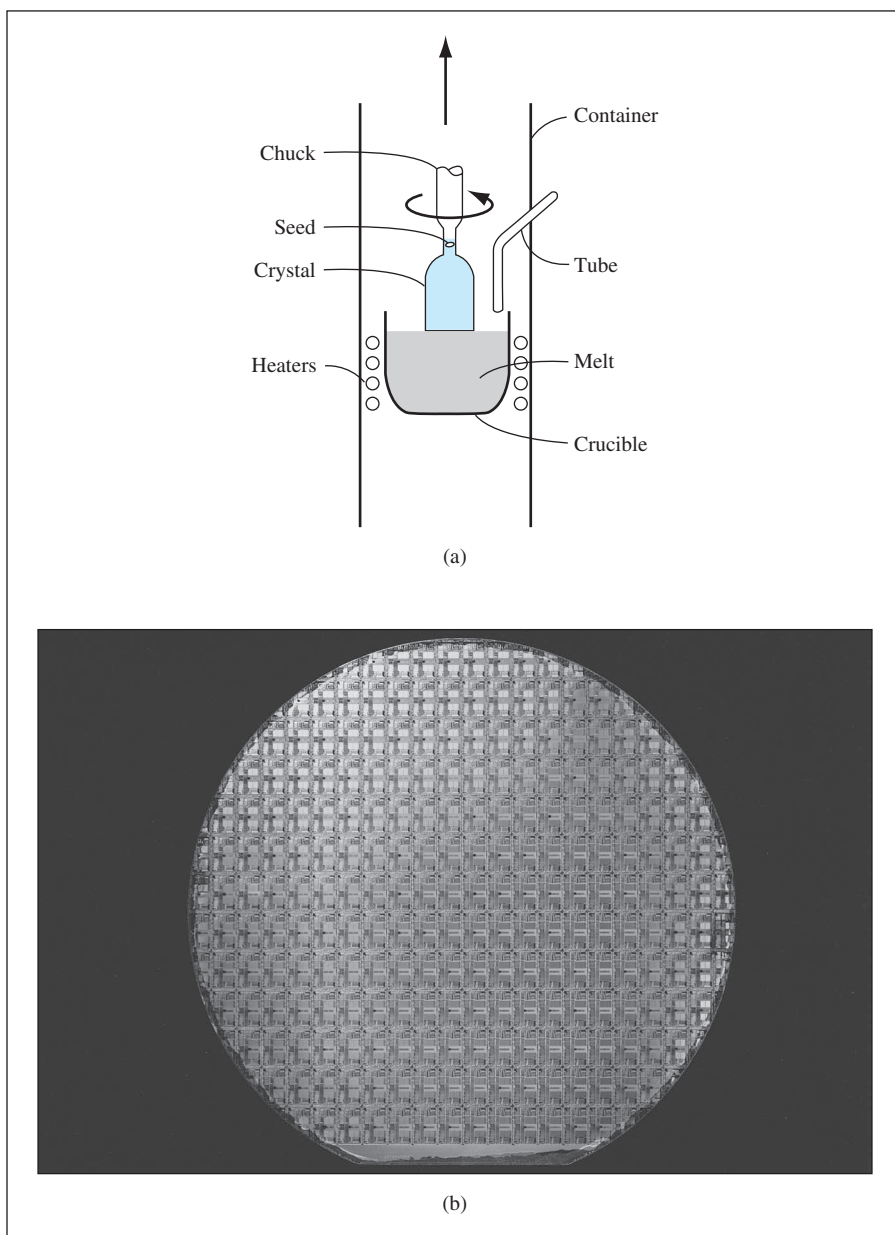 Container
Chuck
Seed
Crystal
Tube
Heaters
Melt
Crucible
(a)
(b)